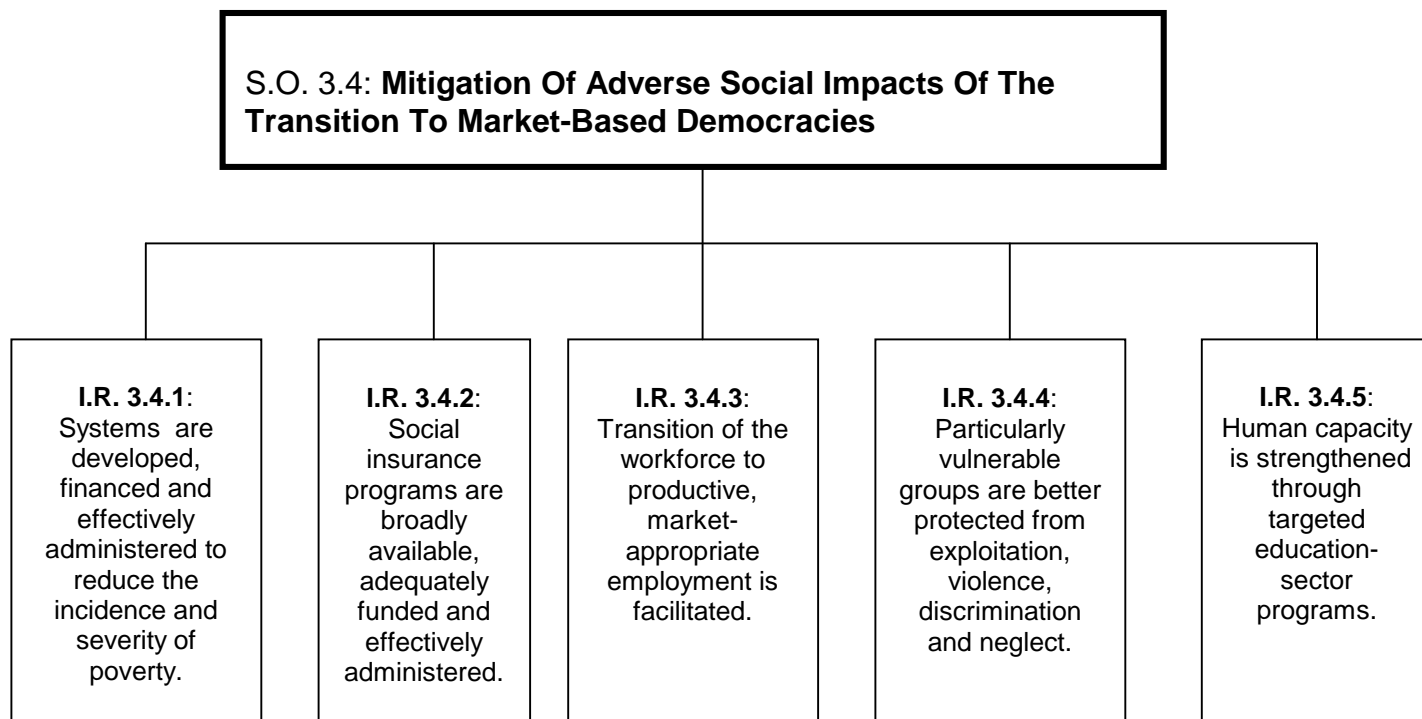 S.O. 3.4: Mitigation Of Adverse Social Impacts Of The
Transition To Market-Based Democracies
I.R. 3.4.1:
Systems are
developed,
financed and
effectively
administered to
reduce the
incidence and
severity of
poverty.
I.R. 3.4.2:
Social
insurance
programs are
broadly
available,
adequately
funded and
effectively
administered.
I.R. 3.4.3:
Transition of the
workforce to
productive,
market-
appropriate
employment is
facilitated.
I.R. 3.4.4:
Particularly
vulnerable
groups are better
protected from
exploitation,
violence,
discrimination
and neglect.
I.R. 3.4.5:
Human capacity
is strengthened
through
targeted
education-
sector
programs.